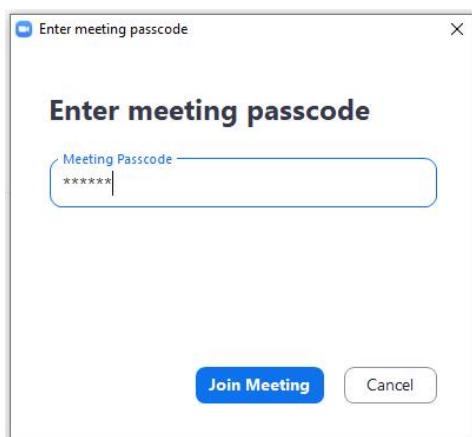 Enter meeting passcode
Enter meeting passcode
Meeting Passcode
******
Join Meeting
Cancel